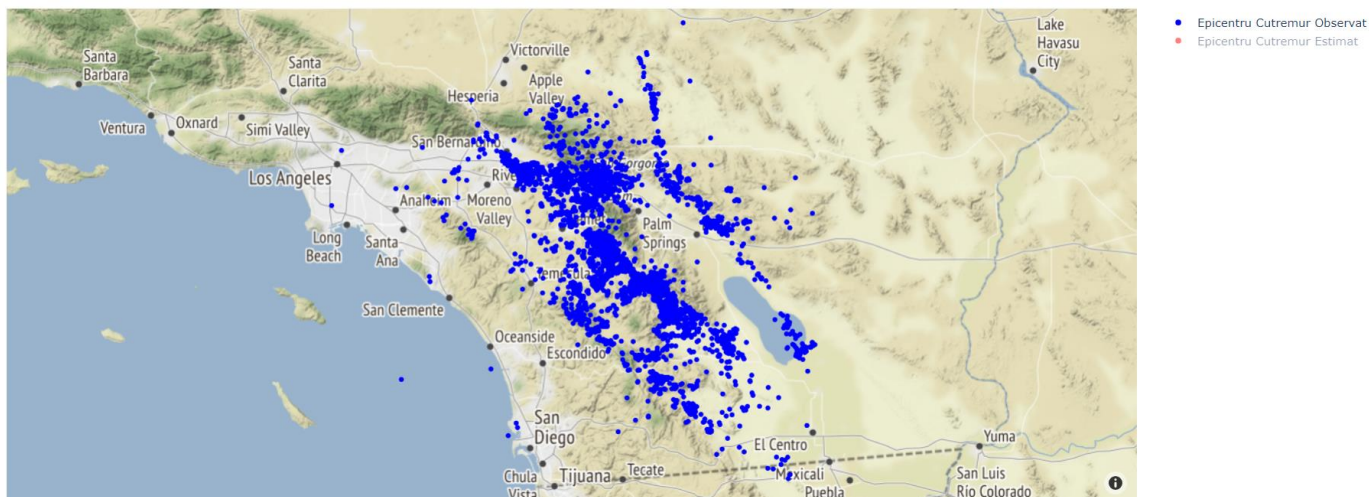 Epicentru Cutremur Observat
Epicentru Cutremur Estimat
Lake
Havasu
City
Santa
Barbara
Santa
Clarita
Victorville
Apple
Valley
Hesperia
Ventura
Oxnard
Simi Valley
San Bernardino
Los Angeles
Anaheim
Moreno
Valley
Palm
Springs
Long
Beach
Santa
Ana
San Clemente
Temecula
Oceanside
Escondido
San
Diego
El Centro
Yuma
Chula
Vista
Tijuana
Tecate
Mexicali
Puebla
San Luis
Río Colorado